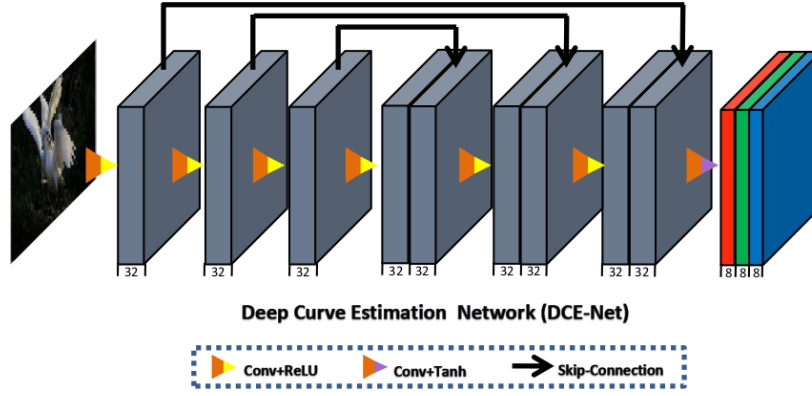 32 32 32 32 32 32 32 32 32 8 8 8
Deep Curve Estimation Network (DCE-Net)
Conv+ReLU Conv+Tanh Skip-Connection